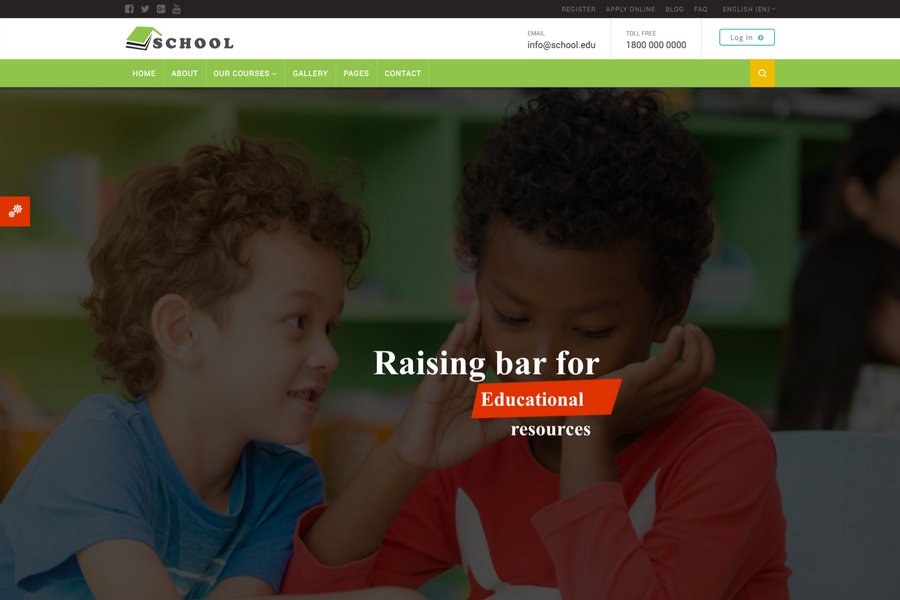 REGISTER APPLY ONLINE BLOG FAQ ENGLISH (EN)
SCHOOL
EMAIL
info@school.edu
TOLL FREE
1800 000 0000
Log in
HOME ABOUT OUR COURSES GALLERY PAGES CONTACT
Raising bar for
Educational
resources